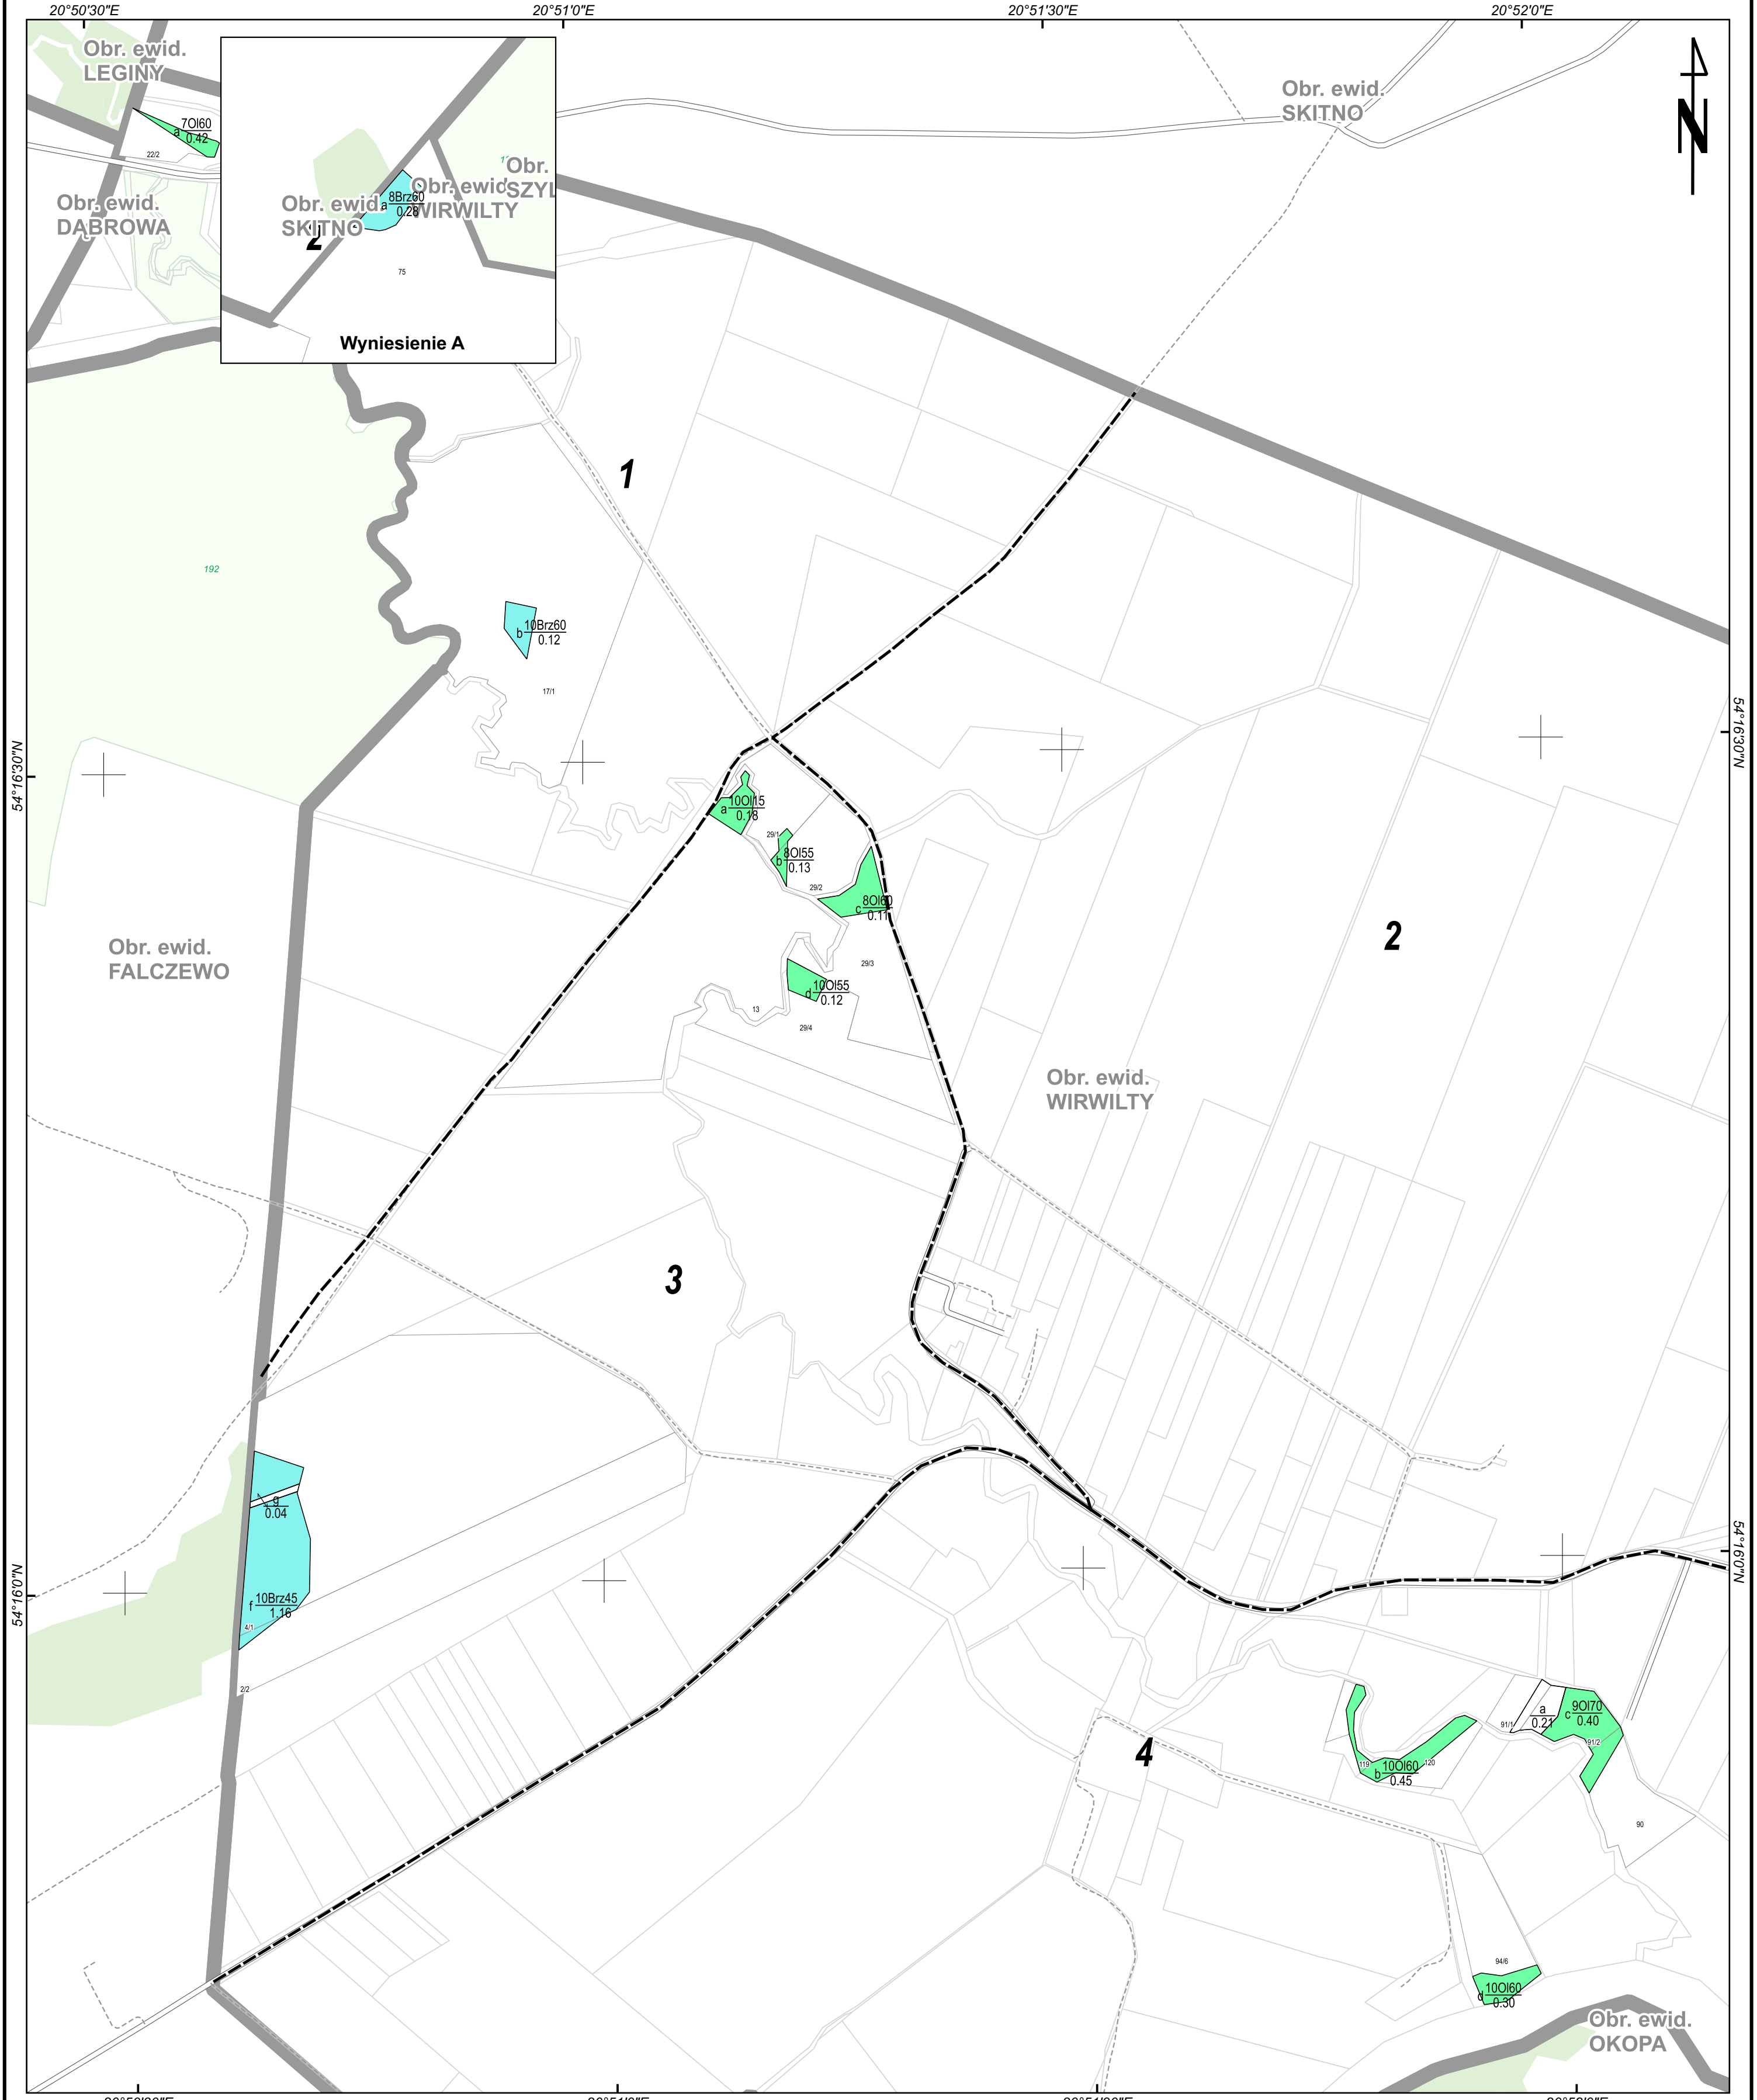 20°50'30"E
20°51'0"E
20°51'30"E
20°52'0"E
Obr. ewid.
LEGINY
Obr. ewid.
SKITNO
N
7Ol60
a
0.42
22/2
Obr.
SZYL
Obr. ewid.
WIRWILTY
8Brz60
a
0.28
Obr. ewid.
SKITNO
2
Obr. ewid.
DĄBROWA
75
Wyniesienie A
1
192
10Brz60
b
0.12
17/1
54°16'30"N
54°16'30"N
10Ol15
a
0.18
29/1
8Ol55
b
0.13
29/2
8Ol60
c
0.11
2
Obr. ewid.
FALCZEWO
29/3
10Ol55
d
0.12
13
29/4
Obr. ewid.
WIRWILTY
3
g
0.04
54°16'0"N
54°16'0"N
10Brz45
f
1.16
4/1
2/2
a
0.21
9Ol70
c
0.40
91/1
91/2
4
119
10Ol60
b
0.45
120
90
94/6
10Ol60
d
0.30
Obr. ewid.
OKOPA